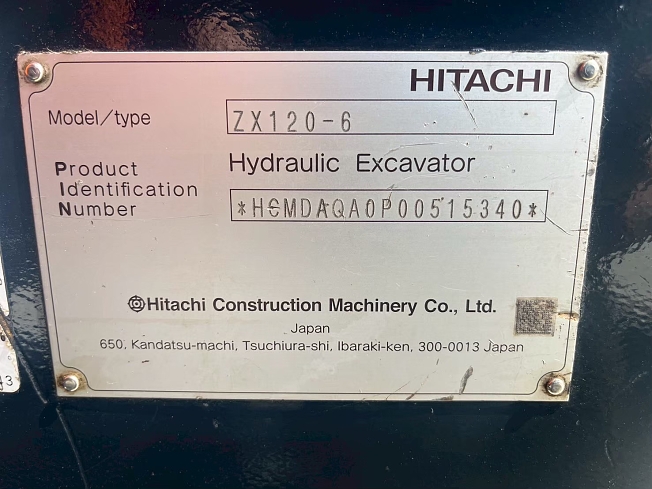 HITACHI
Model/type ZX120-6
Product Identification Number
Hydraulic Excavator
*HCMDAQA0P00515340*
Hitachi Construction Machinery Co., Ltd.
Japan
650, Kandatsu-machi, Tsuchiura-shi, Ibaraki-ken, 300-0013 Japan
3